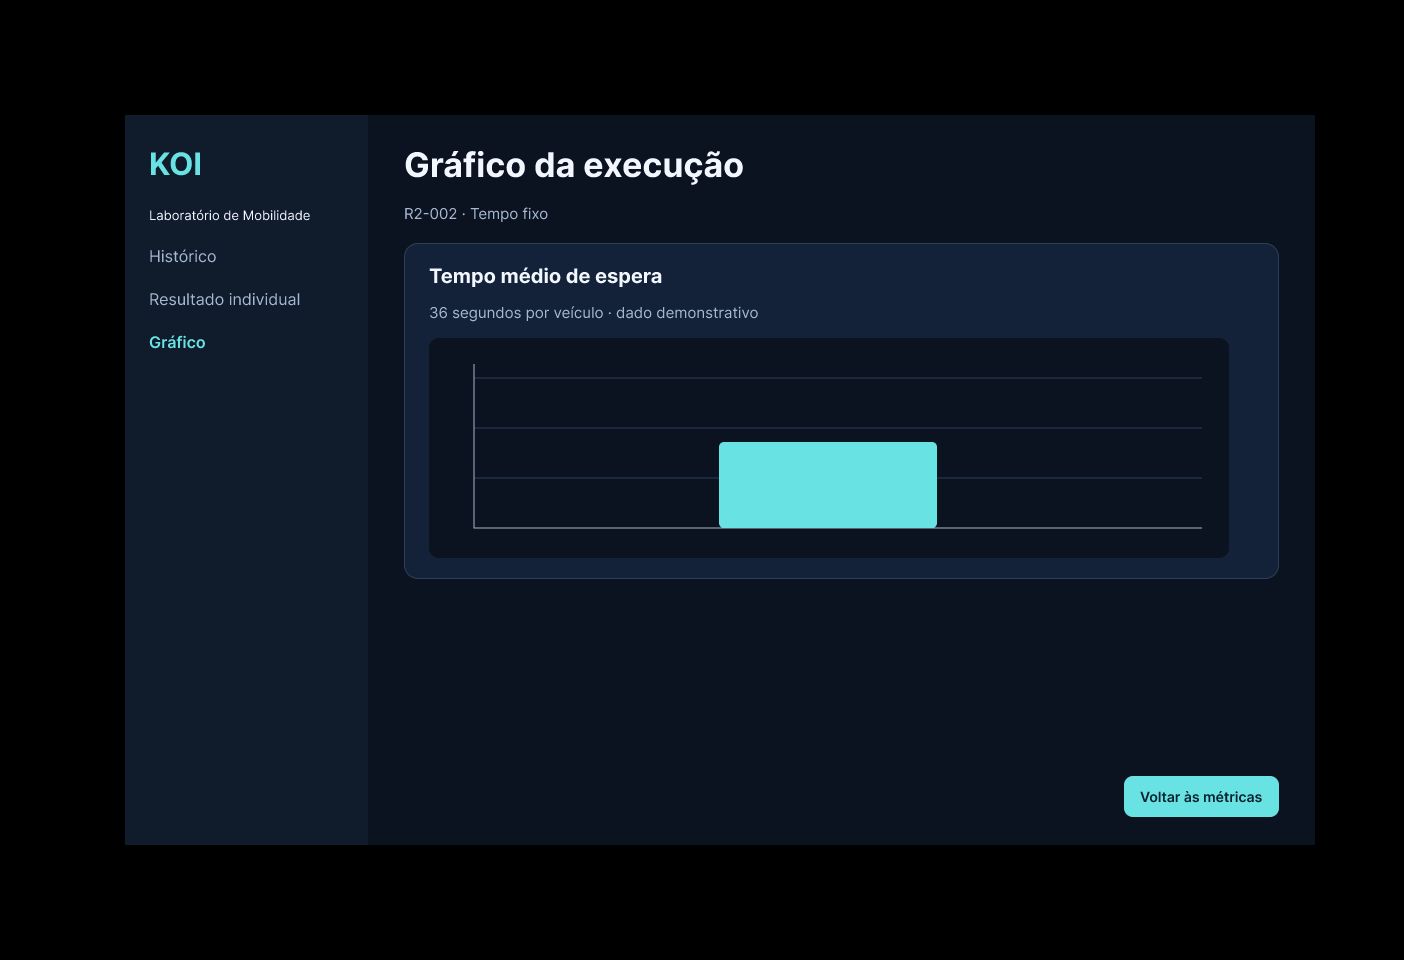 KOI
Laboratório de Mobilidade
Histórico
Resultado individual
Gráfico
Gráfico da execução
R2-002 · Tempo fixo
Tempo médio de espera
36 segundos por veículo · dado demonstrativo
Voltar às métricas